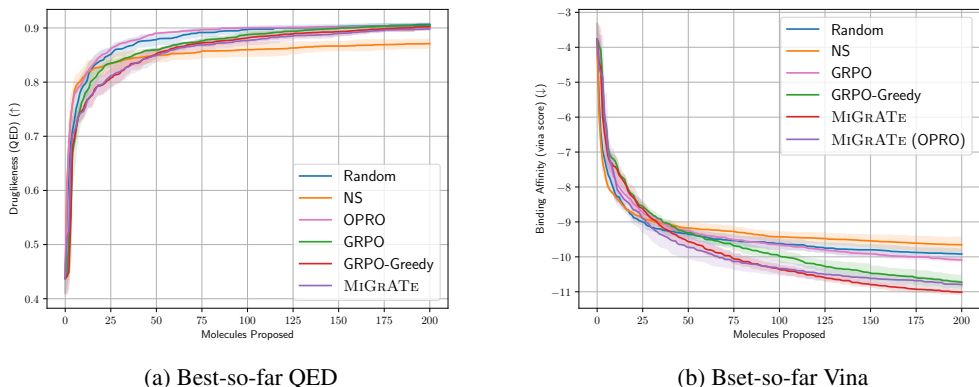 0.9
0.8
0.7
0.6
0.5
0.4
Druglikeness (QED) (↑)
0 25 50 75 100 125 150 175 200
Molecules Proposed
Random
NS
OPRO
GRPO
GRPO-Greedy
MIGRATE
(a) Best-so-far QED
−3
−4
−5
−6
−7
−8
−9
−10
−11
Binding Affinity (vina score) (↓)
0 25 50 75 100 125 150 175 200
Molecules Proposed
Random
NS
GRPO
GRPO-Greedy
MIGRATE
MIGRATE (OPRO)
(b) Bset-so-far Vina